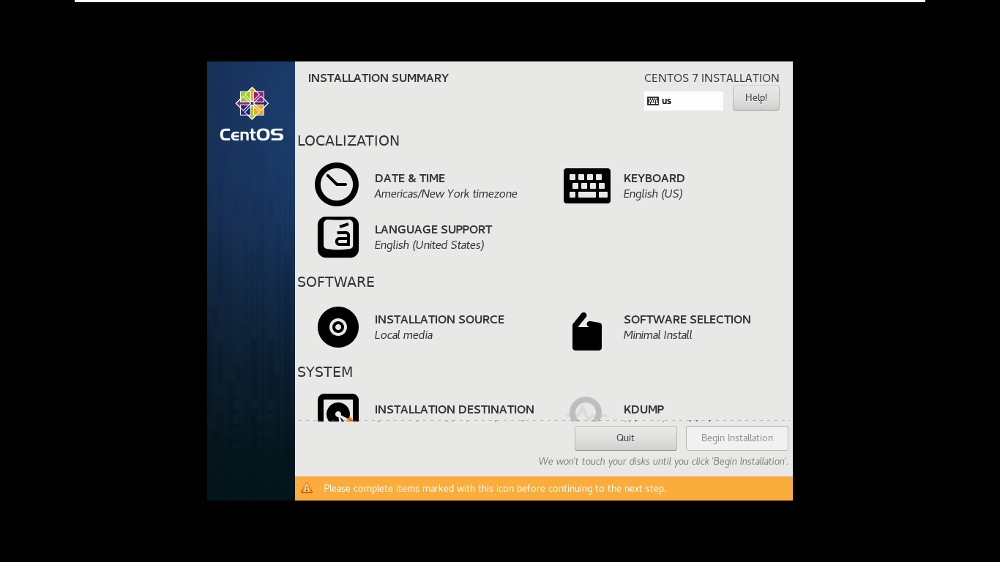 INSTALLATION SUMMARY
CENTOS 7 INSTALLATION
us
Help!
CentOS
LOCALIZATION
DATE & TIME
Americas/New York timezone
KEYBOARD
English (US)
LANGUAGE SUPPORT
English (United States)
SOFTWARE
INSTALLATION SOURCE
Local media
SOFTWARE SELECTION
Minimal Install
SYSTEM
INSTALLATION DESTINATION
KDUMP
Quit
Begin Installation
We won't touch your disks until you click 'Begin Installation'.
Please complete items marked with this icon before continuing to the next step.